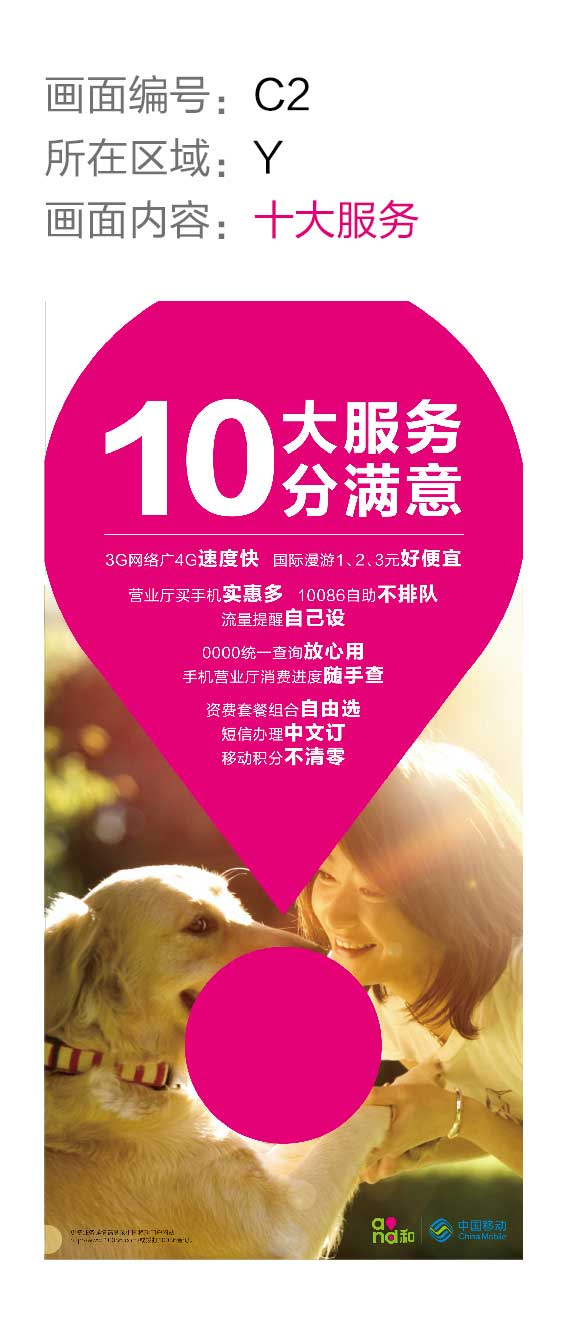 画面编号：C2
所在区域：Y
画面内容：十大服务
10大服务
分满意
3G网络广4G速度快 国际漫游1、2、3元好便宜
营业厅买手机实惠多 10086自助不排队
流量提醒自己设
0000统一查询放心用
手机营业厅消费进度随手查
资费套餐组合自由选
短信办理中文订
移动积分不清零
and和 中国移动
China Mobile